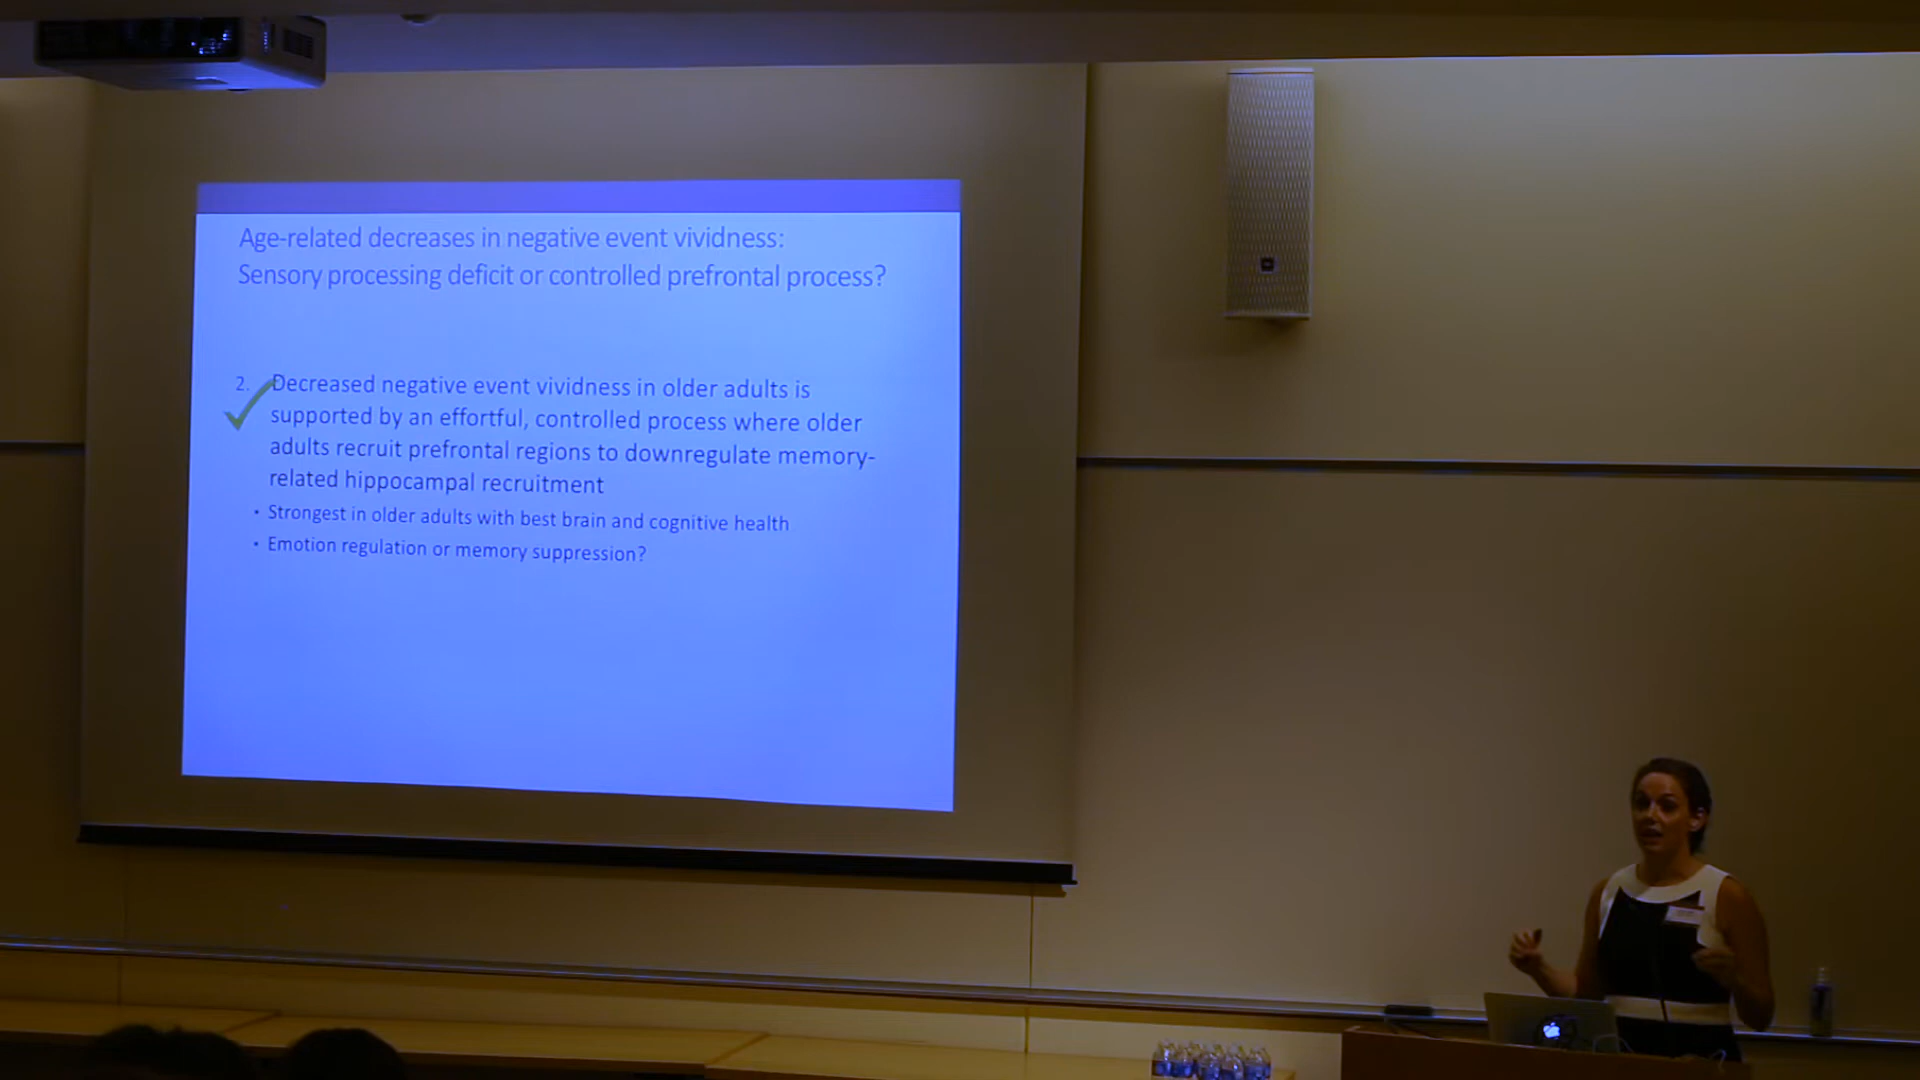 Age-related decreases in negative event vividness:
Sensory processing deficit or controlled prefrontal process?
2. Decreased negative event vividness in older adults is
supported by an effortful, controlled process where older
adults recruit prefrontal regions to downregulate memory-
related hippocampal recruitment
• Strongest in older adults with best brain and cognitive health
• Emotion regulation or memory suppression?